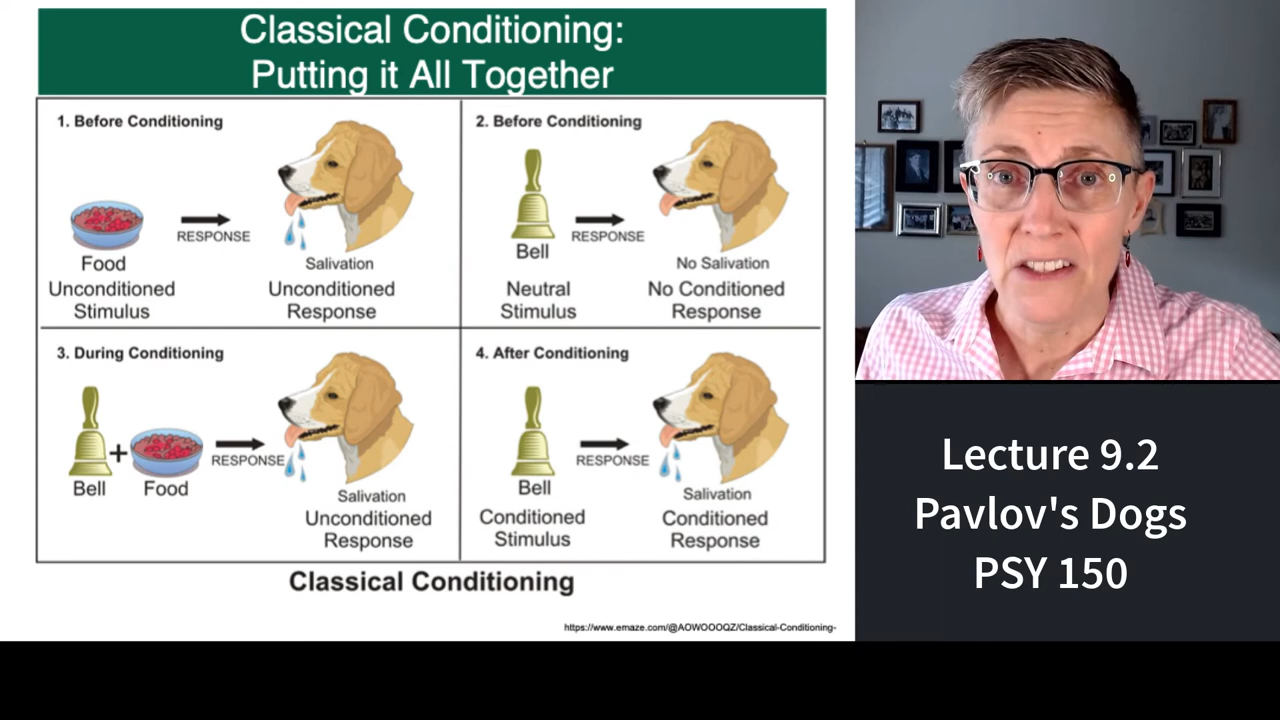 Classical Conditioning:
Putting it All Together
1. Before Conditioning
RESPONSE
Food
Salivation
Unconditioned
Stimulus
Unconditioned
Response
2. Before Conditioning
RESPONSE
Bell
No Salivation
Neutral
Stimulus
No Conditioned
Response
3. During Conditioning
+
RESPONSE
Bell
Food
Salivation
Unconditioned
Response
4. After Conditioning
RESPONSE
Bell
Salivation
Conditioned
Stimulus
Conditioned
Response
Classical Conditioning
https://www.emaze.com/@AOWOOOQZ/Classical-Conditioning-
Lecture 9.2
Pavlov's Dogs
PSY 150